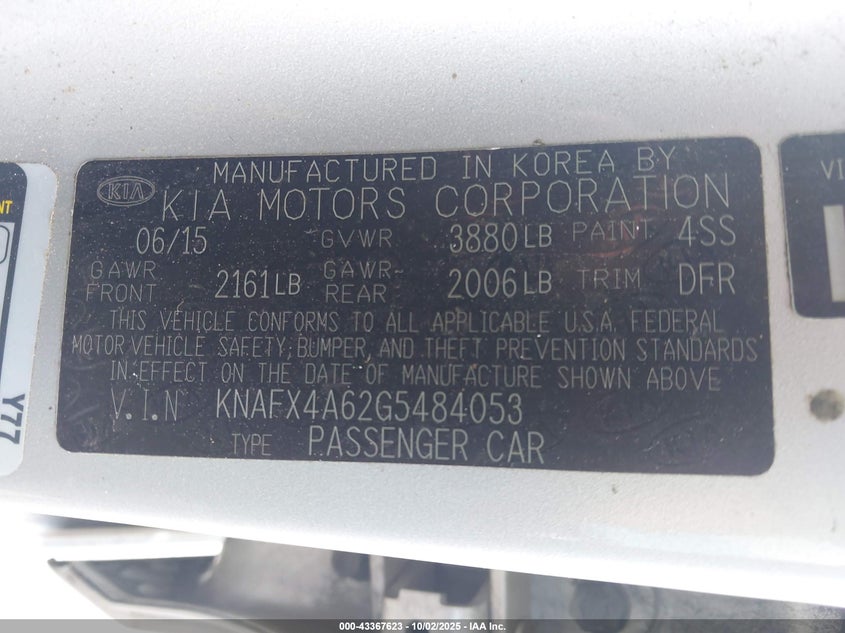 MANUFACTURED IN KOREA BY
KIA KIA MOTORS CORPORATION
06/15 GVWR 3880LB PAINT 4SS
GAWR FRONT 2161LB GAWR- REAR 2006LB TRIM DFR
THIS VEHICLE CONFORMS TO ALL APPLICABLE U.S.A. FEDERAL
MOTOR VEHICLE SAFETY, BUMPER, AND THEFT PREVENTION STANDARDS
IN EFFECT ON THE DATE OF MANUFACTURE SHOWN ABOVE
V.I.N KNAFX4A62G5484053
TYPE PASSENGER CAR
Y77
VI
000-43367623 - 10/02/2025 - IAA Inc.